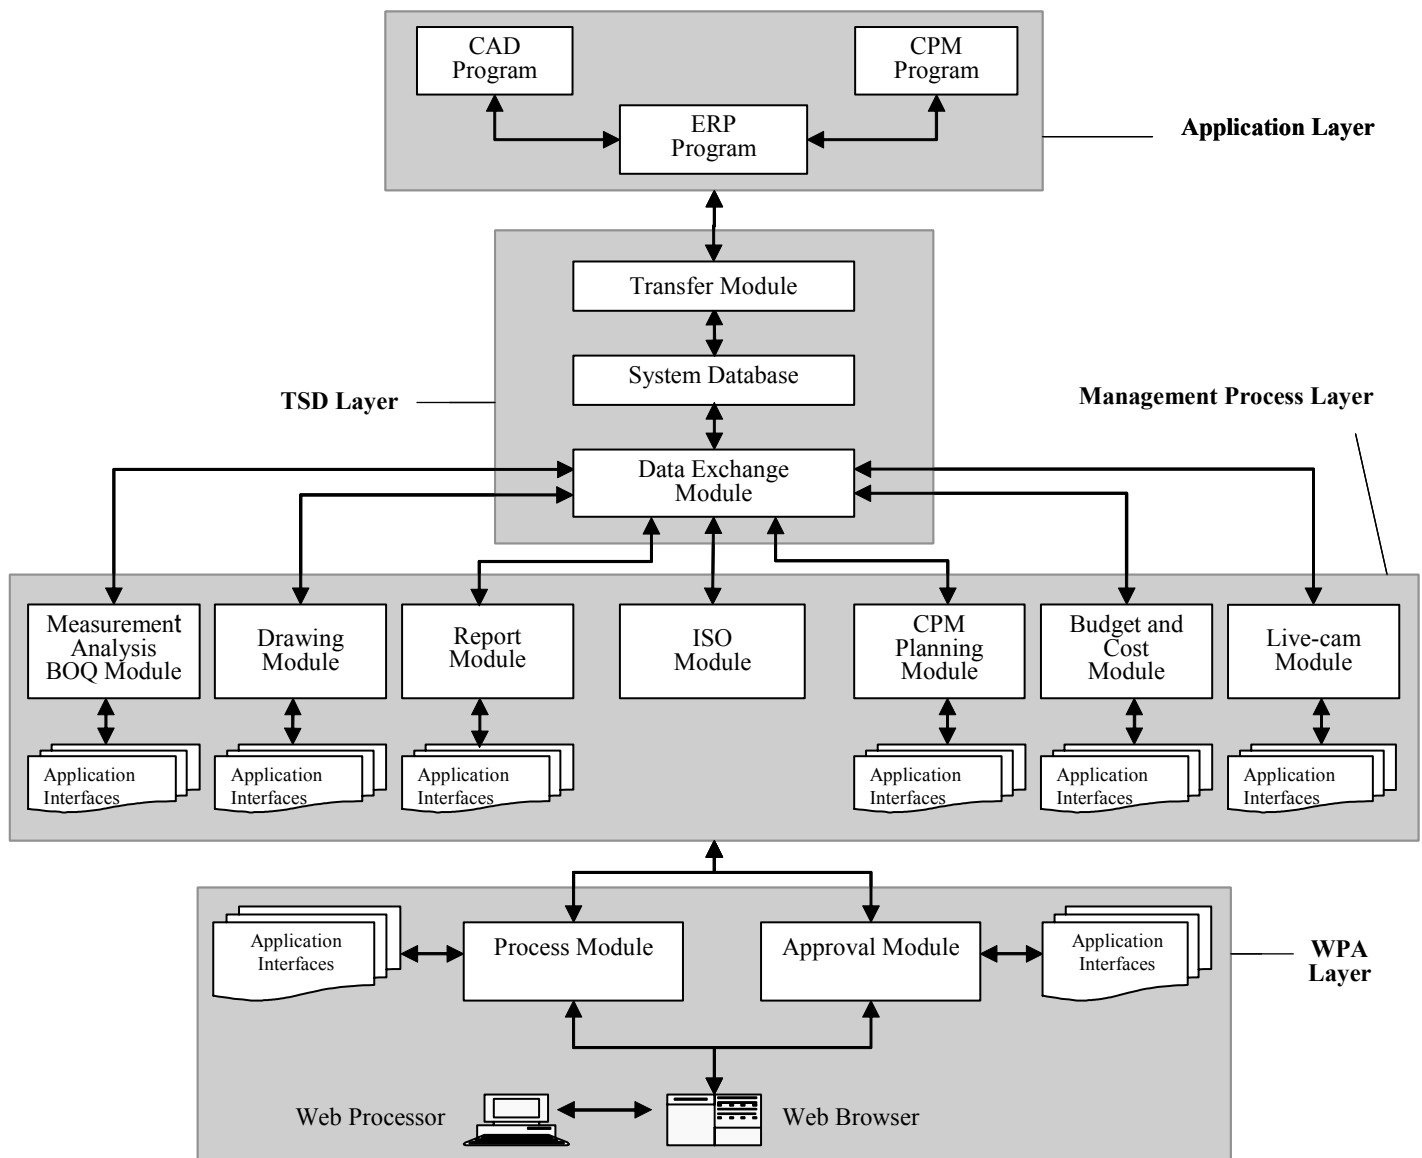 CAD
Program
CPM
Program
ERP
Program
Application Layer
Transfer Module
System Database
TSD Layer
Management Process Layer
Data Exchange
Module
Measurement
Analysis
BOQ Module
Drawing
Module
Report
Module
ISO
Module
CPM
Planning
Module
Budget and
Cost
Module
Live-cam
Module
Application
Interfaces
Application
Interfaces
Application
Interfaces
Application
Interfaces
Application
Interfaces
Application
Interfaces
Application
Interfaces
Process Module
Approval Module
Application
Interfaces
WPA
Layer
Web Processor
Web Browser